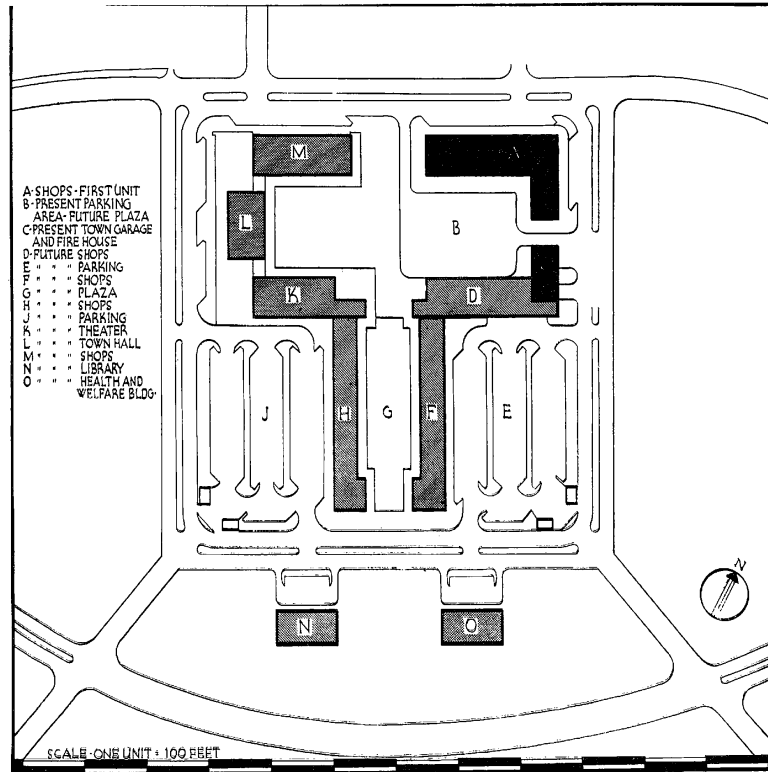 M
A
L
B
K
D
J
H
G
F
E
N
O
A-SHOPS-FIRST UNIT
B-PRESENT PARKING
AREA-FUTURE PLAZA
C-PRESENT TOWN GARAGE
AND FIRE HOUSE
D-FUTURE SHOPS
E " " " PARKING
F " " " SHOPS
G " " " PLAZA
H " " " SHOPS
J " " " PARKING
K " " " THEATER
L " " " TOWN HALL
M " " " SHOPS
N " " " LIBRARY
O " " " HEALTH AND
WELFARE BLDG.
N
SCALE-ONE UNIT = 100 FEET